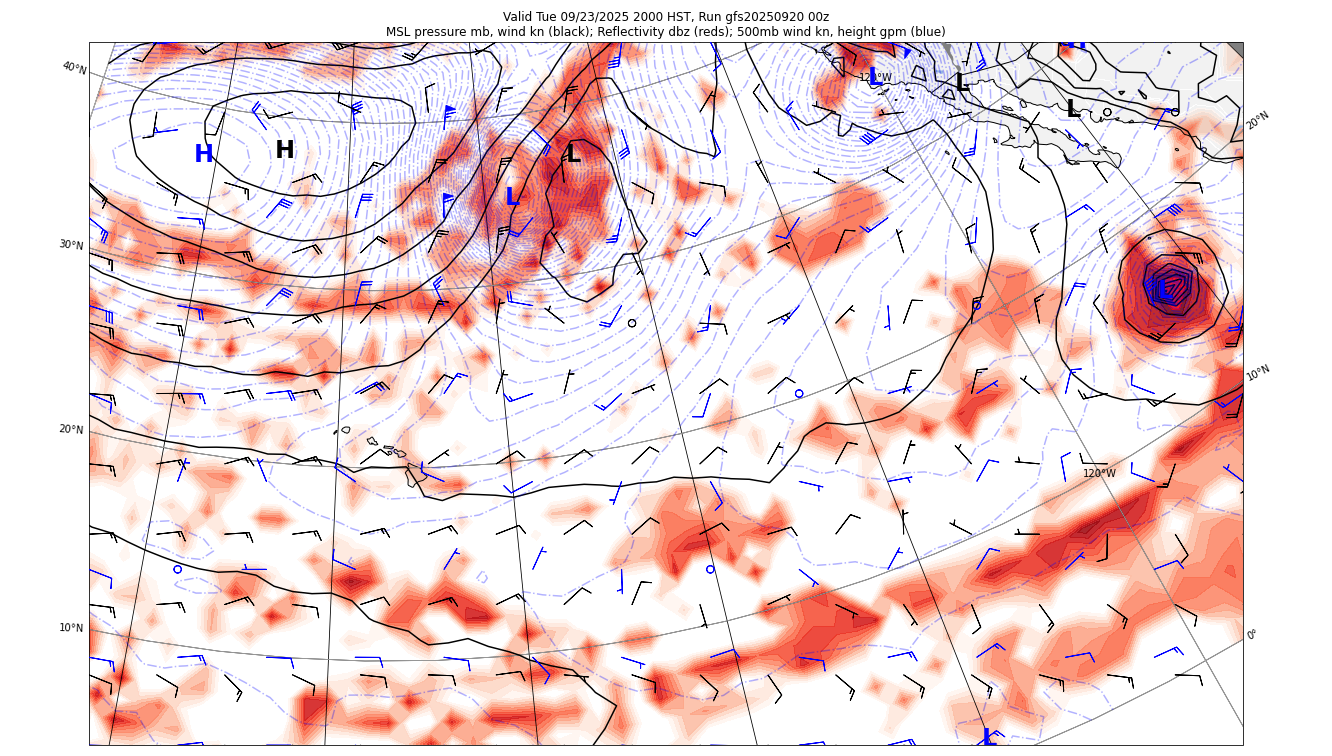 Valid Tue 09/23/2025 2000 HST, Run gfs20250920 00z
MSL pressure mb, wind kn (black); Reflectivity dbz (reds); 500mb wind kn, height gpm (blue)
40°N
H
L
120°W
L
L
20°N
H
H
L
L
30°N
L
10°N
20°N
120°W
10°N
0°
L